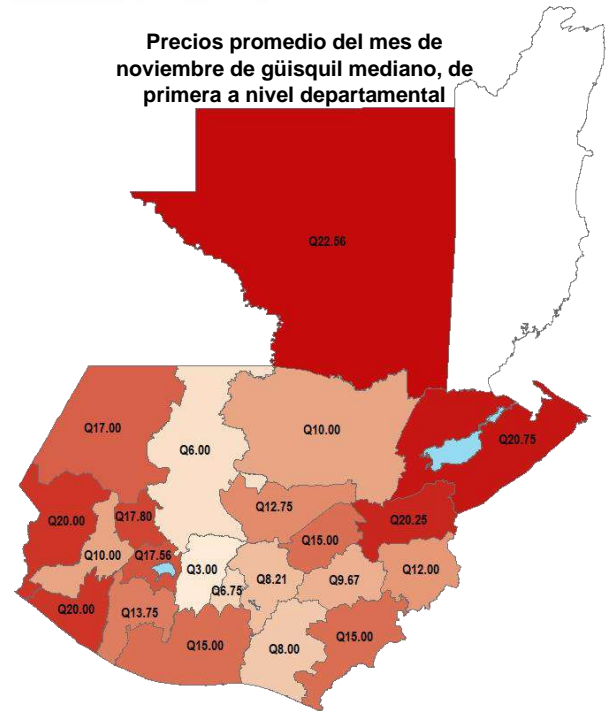 Precios promedio del mes de
noviembre de güisquil mediano, de
primera a nivel departamental
Q22.56
Q17.00
Q6.00
Q10.00
Q20.75
Q20.00
Q17.80
Q12.75
Q20.25
Q10.00
Q17.56
Q3.00
Q6.75
Q8.21
Q15.00
Q9.67
Q12.00
Q20.00
Q13.75
Q15.00
Q8.00
Q15.00